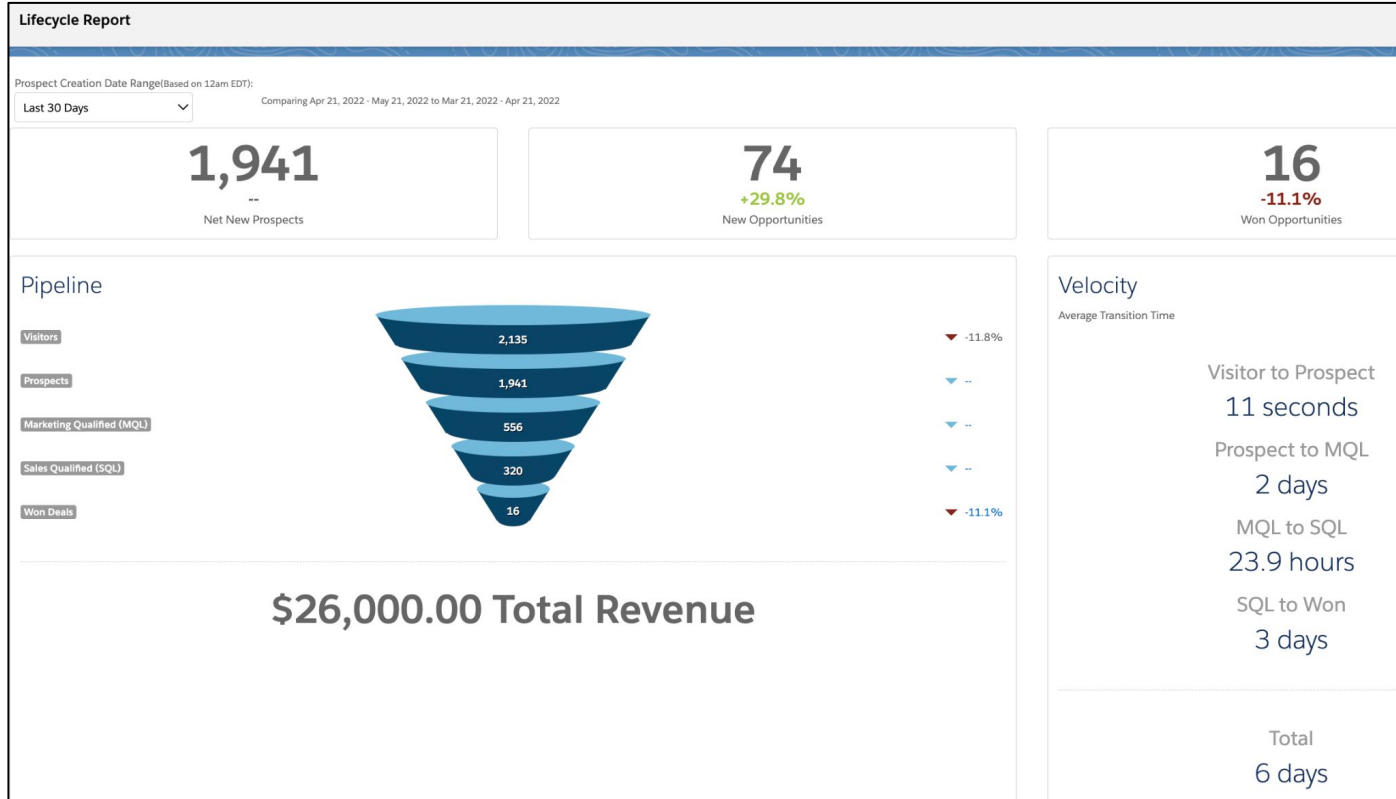 Lifecycle Report
Prospect Creation Date Range(Based on 12am EDT):
Last 30 Days
Comparing Apr 21, 2022 - May 21, 2022 to Mar 21, 2022 - Apr 21, 2022
1,941
--
Net New Prospects
74
+29.8%
New Opportunities
16
-11.1%
Won Opportunities
Pipeline
Visitors
2,135
-11.8%
Prospects
1,941
--
Marketing Qualified (MQL)
556
--
Sales Qualified (SQL)
320
--
Won Deals
16
-11.1%
$26,000.00 Total Revenue
Velocity
Average Transition Time
Visitor to Prospect
11 seconds
Prospect to MQL
2 days
MQL to SQL
23.9 hours
SQL to Won
3 days
Total
6 days